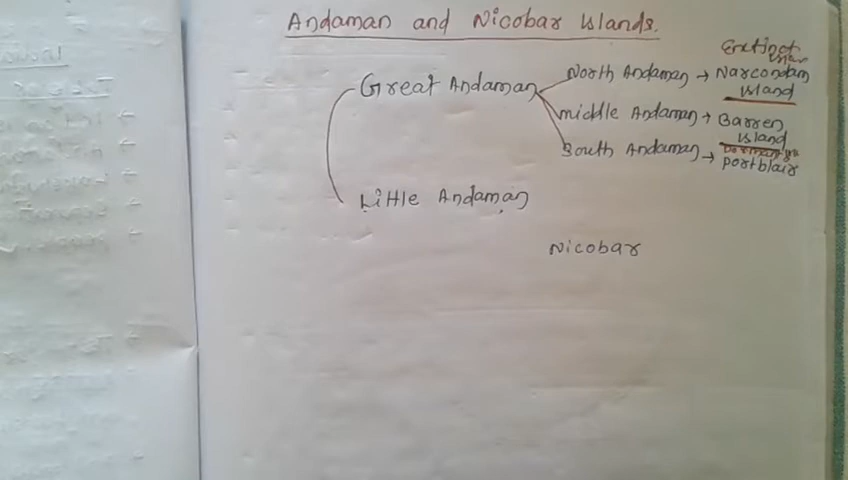 Andaman and Nicobar Islands.
Great Andaman
North Andaman → Narcondam Island
Extinct
middle Andaman → Barren Island
South Andaman → Portblair
Little Andaman
Nicobar